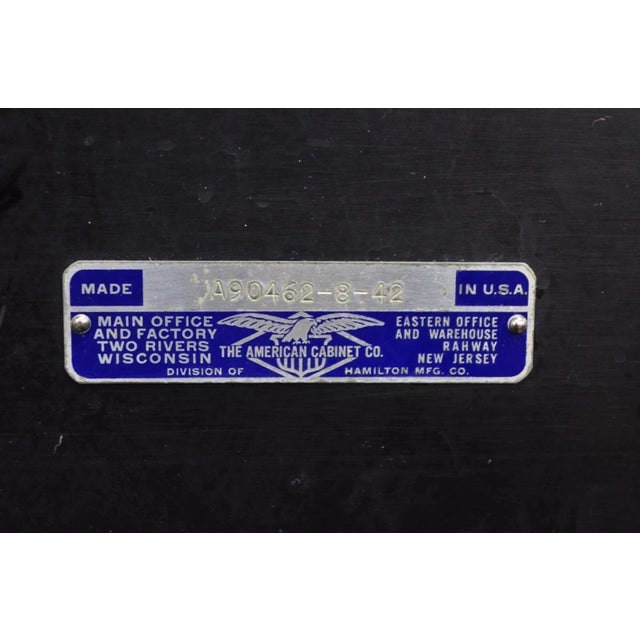 MADE A90462-8-42 IN U.S.A.
MAIN OFFICE
AND FACTORY
TWO RIVERS
WISCONSIN
THE AMERICAN CABINET CO.
EASTERN OFFICE
AND WAREHOUSE
RAHWAY
NEW JERSEY
DIVISION OF HAMILTON MFG. CO.